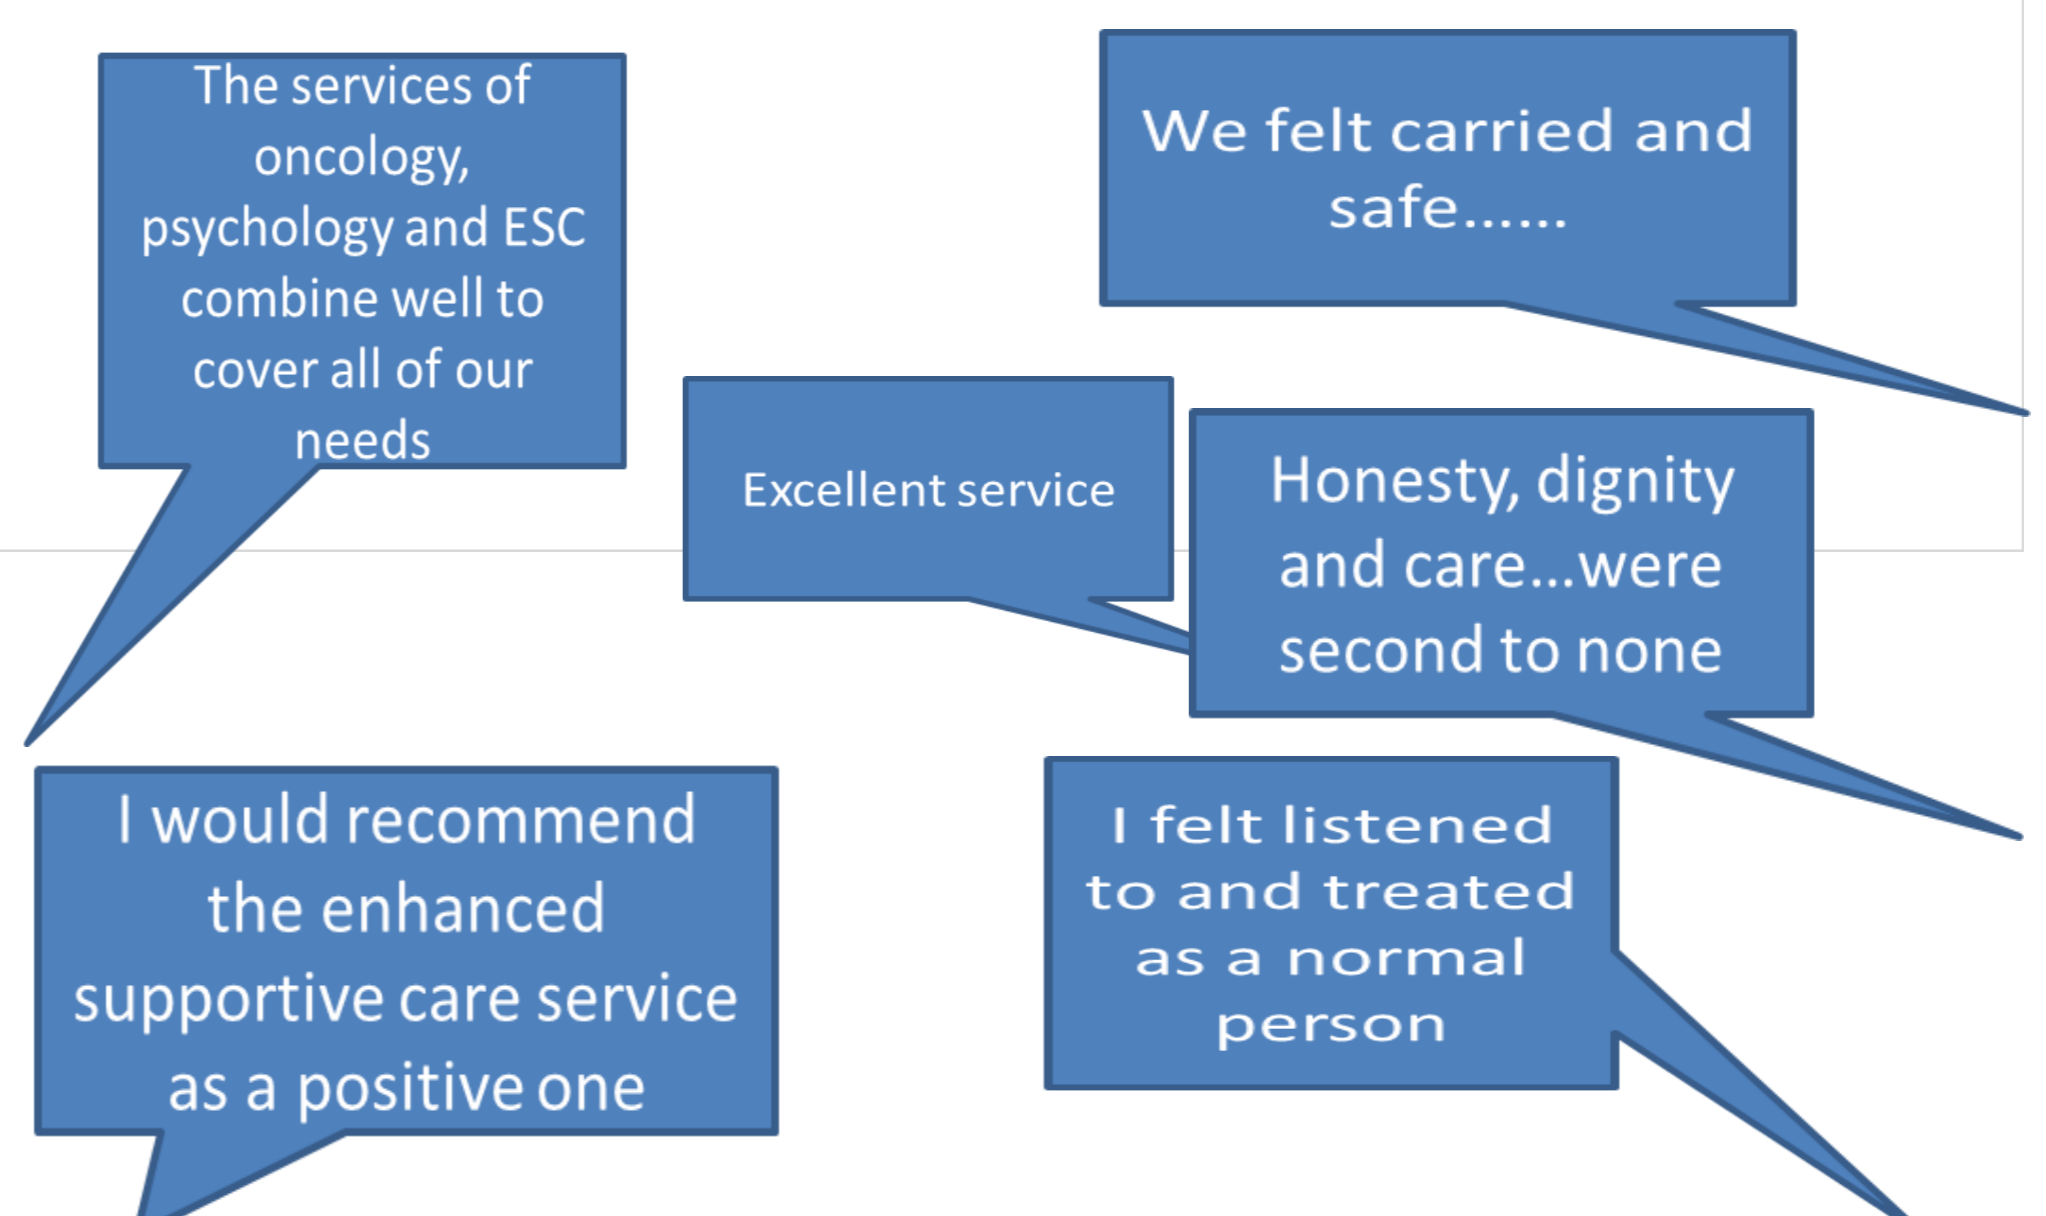 The services of
oncology,
psychology and ESC
combine well to
cover all of our
needs
We felt carried and
safe......
Excellent service
Honesty, dignity
and care...were
second to none
I would recommend
the enhanced
supportive care service
as a positive one
I felt listened
to and treated
as a normal
person